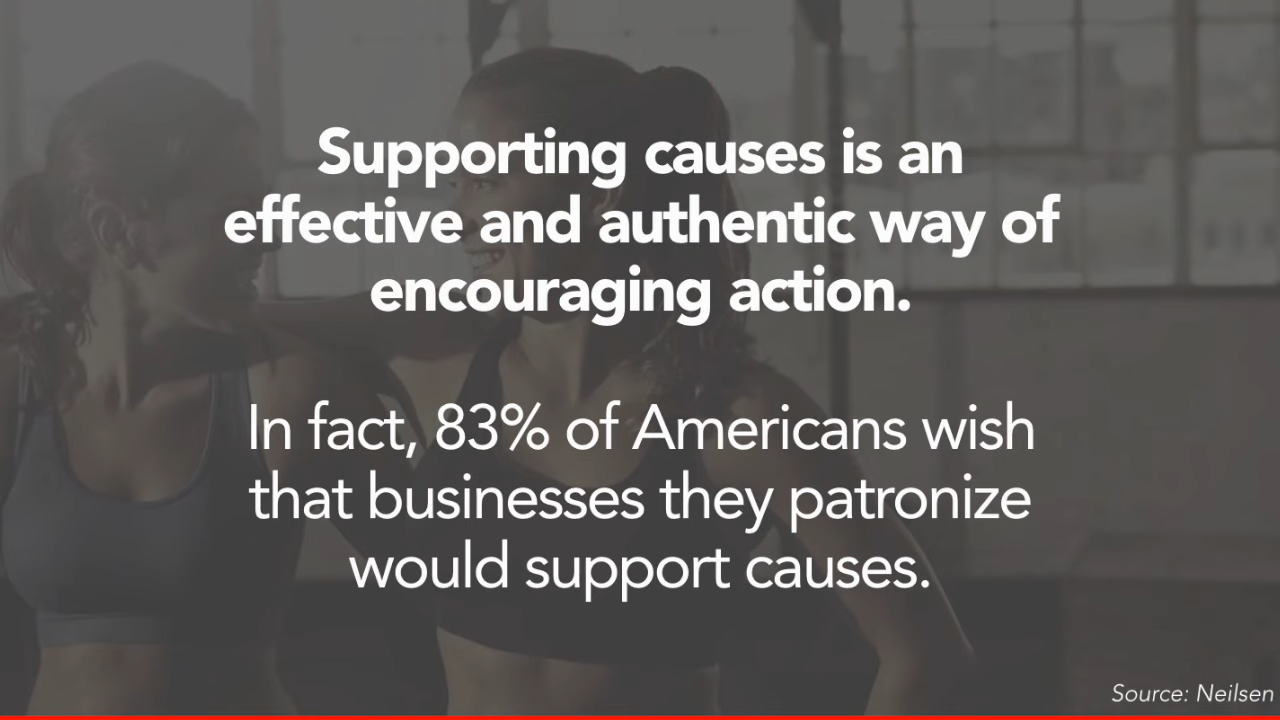 Supporting causes is an
effective and authentic way of
encouraging action.
In fact, 83% of Americans wish
that businesses they patronize
would support causes.
Source: Neilsen